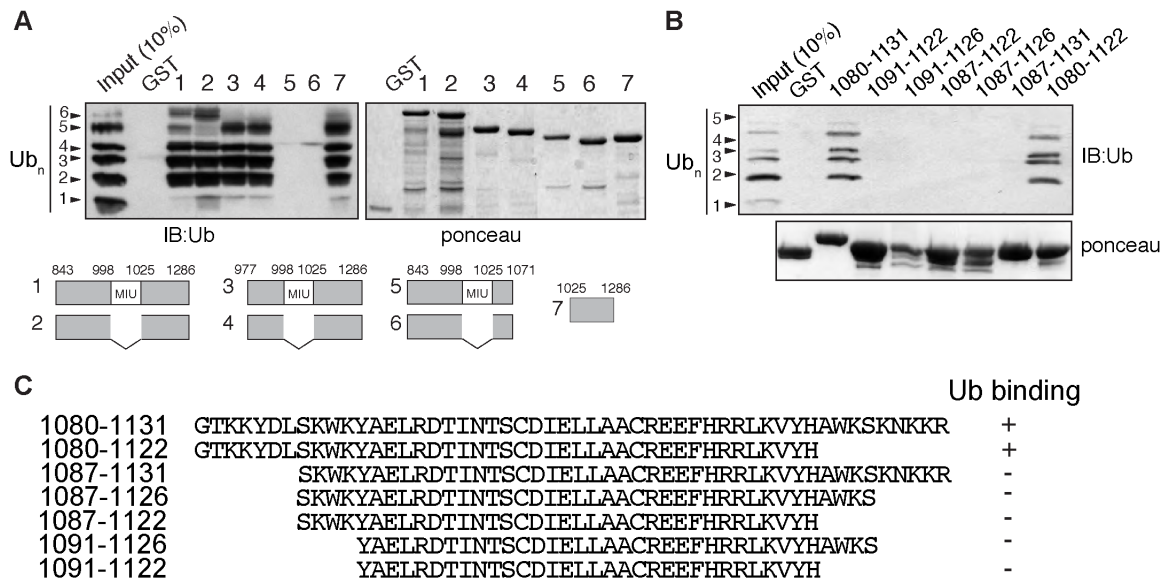 A
Input (10%) GST 1 2 3 4 5 6 7
GST 1 2 3 4 5 6 7
Ubn
6
5
4
3
2
1
IB:Ub
ponceau
843 998 1025 1286
1 MIU
2
977 998 1025 1286
3 MIU
4
843 998 1025 1071
5 MIU
6
1025 1286
7
B
Input (10%) GST 1080-1131 1091-1122 1091-1126 1087-1122 1087-1126 1087-1131 1080-1122
Ubn
5
4
3
2
1
IB:Ub
ponceau
C
Ub binding
1080-1131 GTKKYDLSKWKYAELRDTINTSCDIELLAACREEFHRRLKVYHAWKSKNKKR +
1080-1122 GTKKYDLSKWKYAELRDTINTSCDIELLAACREEFHRRLKVYH +
1087-1131 SKWKYAELRDTINTSCDIELLAACREEFHRRLKVYHAWKSKNKKR -
1087-1126 SKWKYAELRDTINTSCDIELLAACREEFHRRLKVYHAWKS -
1087-1122 SKWKYAELRDTINTSCDIELLAACREEFHRRLKVYH -
1091-1126 YAELRDTINTSCDIELLAACREEFHRRLKVYHAWKS -
1091-1122 YAELRDTINTSCDIELLAACREEFHRRLKVYH -